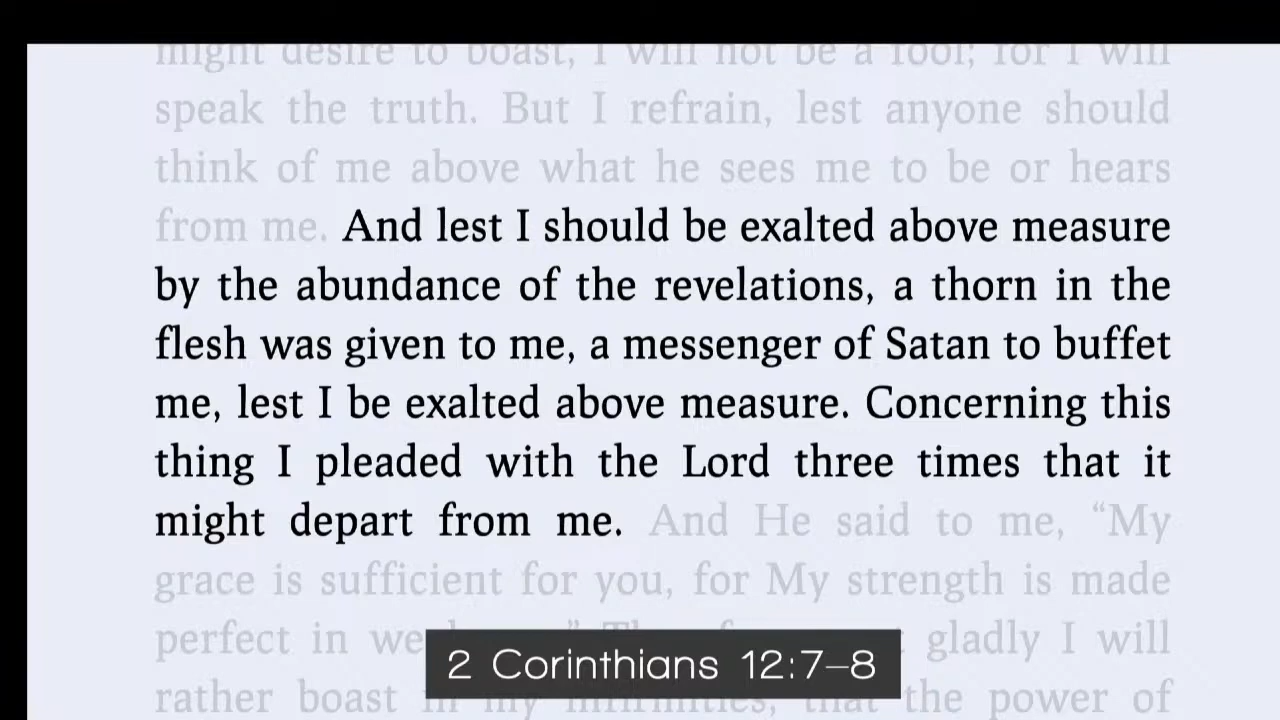 might desire to boast, I will not be a fool; for I will
speak the truth. But I refrain, lest anyone should
think of me above what he sees me to be or hears
from me. And lest I should be exalted above measure
by the abundance of the revelations, a thorn in the
flesh was given to me, a messenger of Satan to buffet
me, lest I be exalted above measure. Concerning this
thing I pleaded with the Lord three times that it
might depart from me. And He said to me, “My
grace is sufficient for you, for My strength is made
perfect in gladly I will
rather boast in my infirmities, that the power of
2 Corinthians 12:7–8